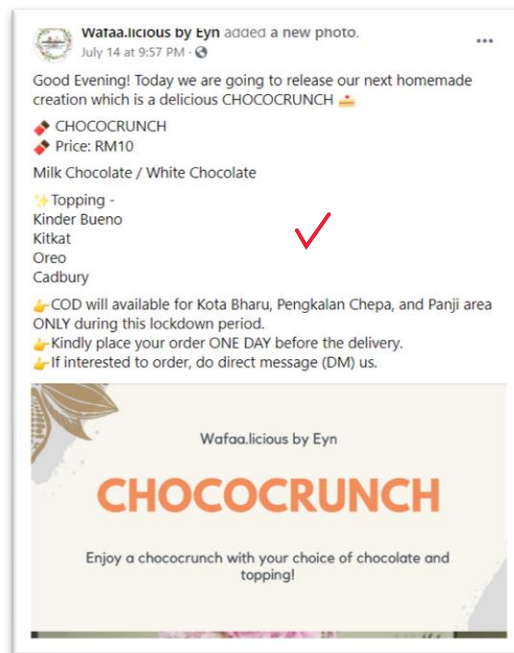 Wafaa.licious by Eyn added a new photo.
July 14 at 9:57 PM ·
Good Evening! Today we are going to release our next homemade
creation which is a delicious CHOCOCRUNCH 🍰
🍫 CHOCOCRUNCH
🍫 Price: RM10
Milk Chocolate / White Chocolate
✨Topping -
Kinder Bueno
Kitkat
Oreo
Cadbury
👉COD will available for Kota Bharu, Pengkalan Chepa, and Panji area
ONLY during this lockdown period.
👉Kindly place your order ONE DAY before the delivery.
👉If interested to order, do direct message (DM) us.
Wafaa.licious by Eyn
CHOCOCRUNCH
Enjoy a chococrunch with your choice of chocolate and
topping!